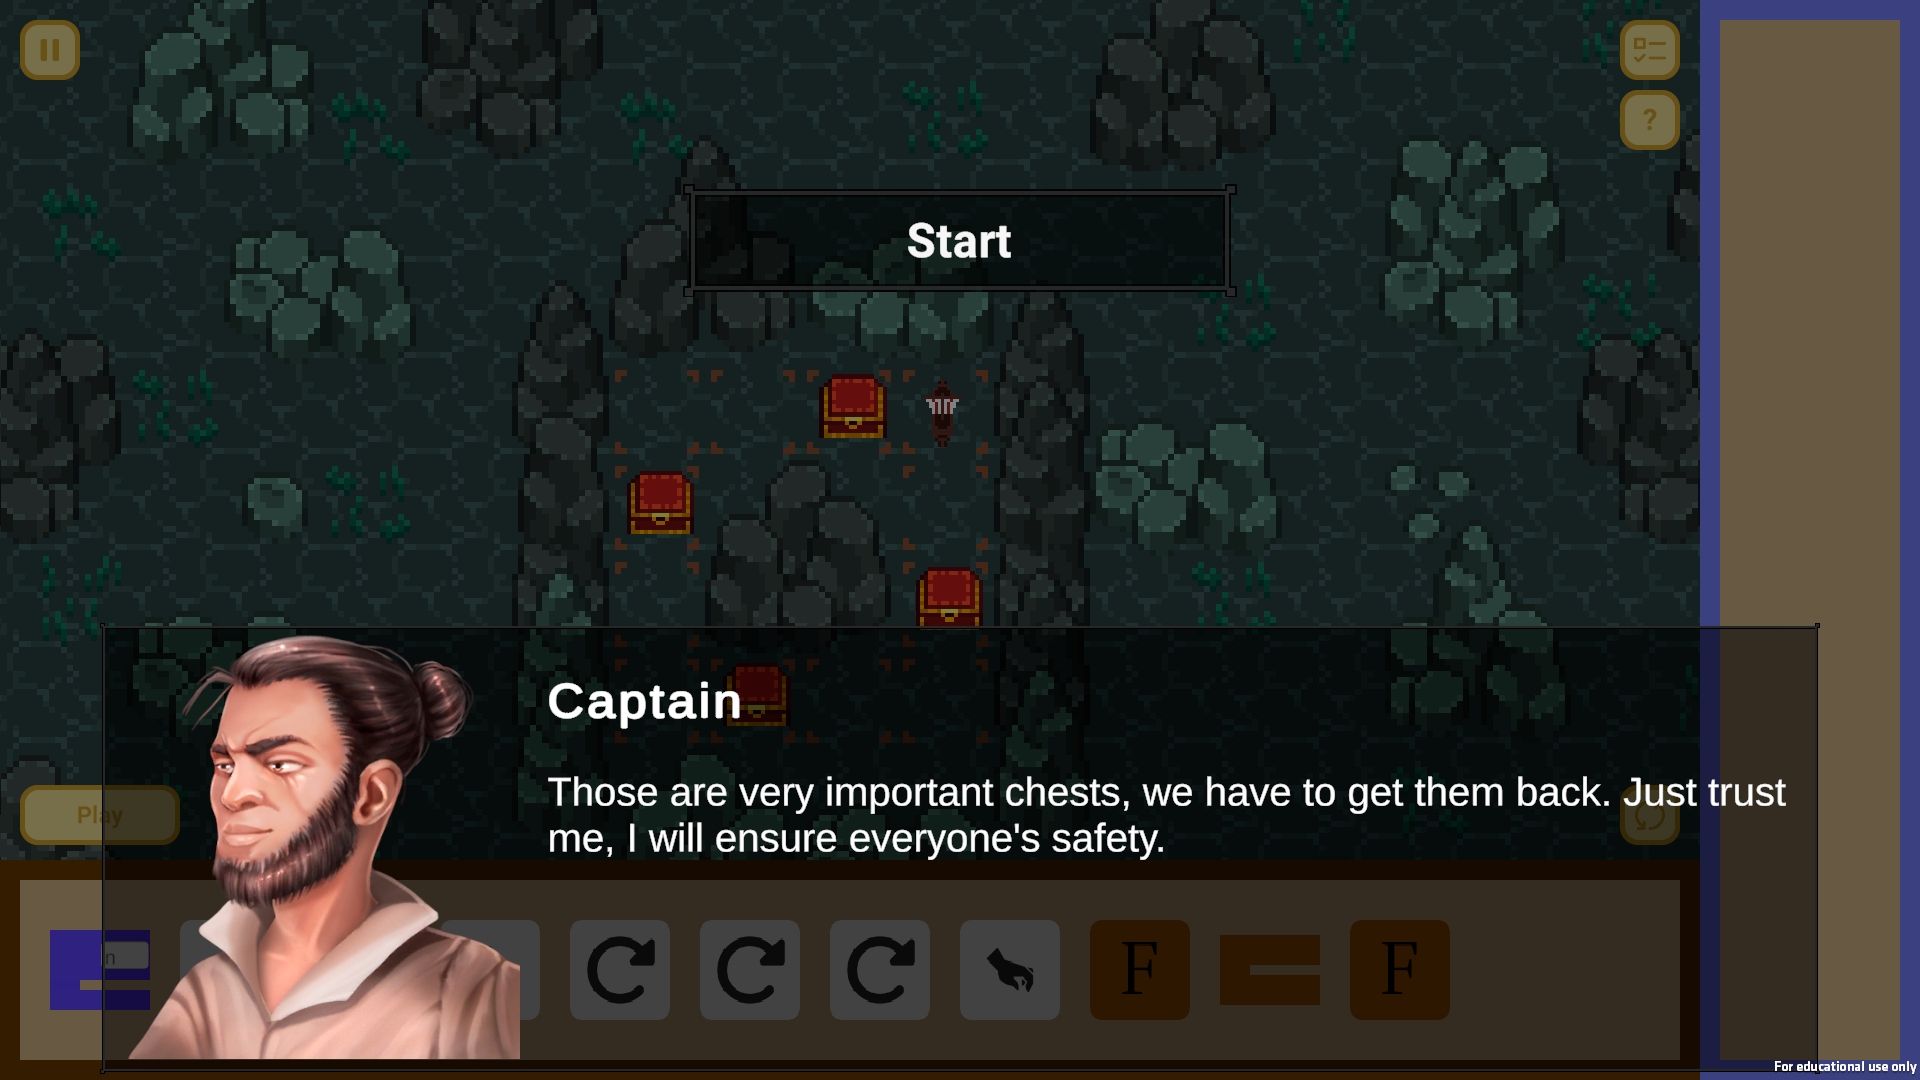 ?
Start
Captain
Those are very important chests, we have to get them back. Just trust
me, I will ensure everyone's safety.
Play
n
F
F
For educational use only